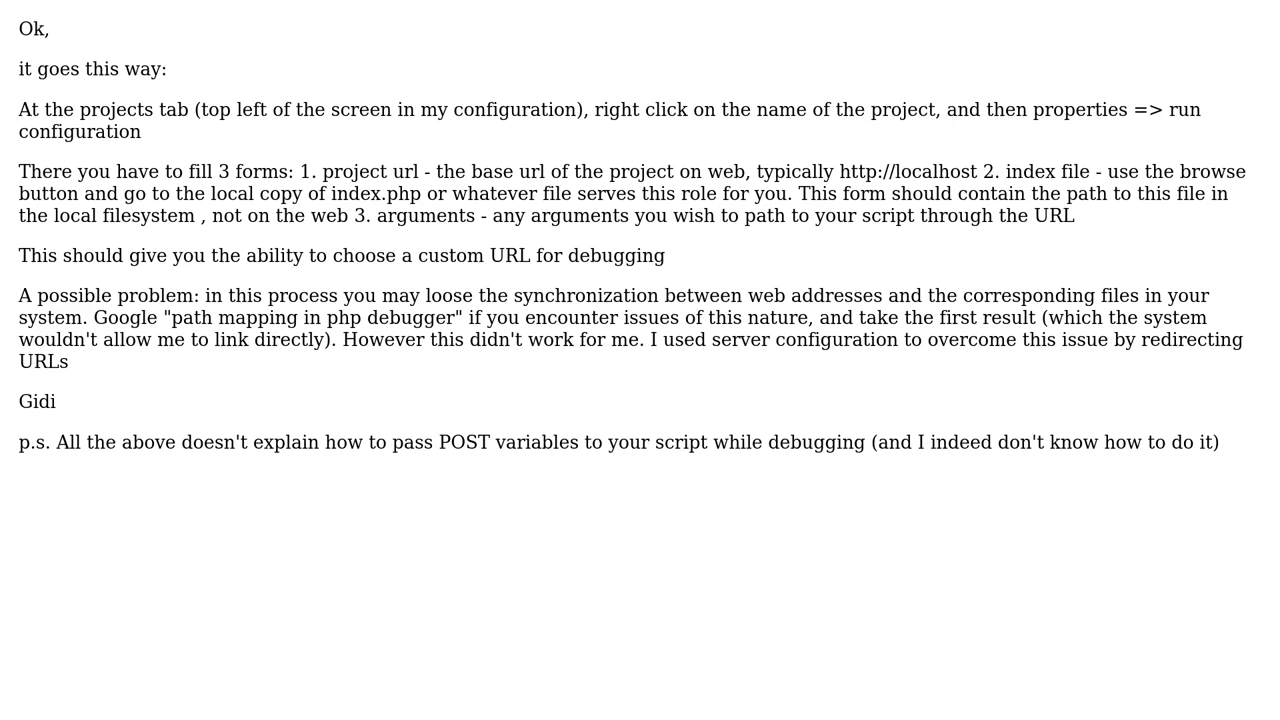 Ok,
it goes this way:
At the projects tab (top left of the screen in my configuration), right click on the name of the project, and then properties => run
configuration
There you have to fill 3 forms: 1. project url - the base url of the project on web, typically http://localhost 2. index file - use the browse
button and go to the local copy of index.php or whatever file serves this role for you. This form should contain the path to this file in
the local filesystem , not on the web 3. arguments - any arguments you wish to path to your script through the URL
This should give you the ability to choose a custom URL for debugging
A possible problem: in this process you may loose the synchronization between web addresses and the corresponding files in your
system. Google "path mapping in php debugger" if you encounter issues of this nature, and take the first result (which the system
wouldn't allow me to link directly). However this didn't work for me. I used server configuration to overcome this issue by redirecting
URLs
Gidi
p.s. All the above doesn't explain how to pass POST variables to your script while debugging (and I indeed don't know how to do it)